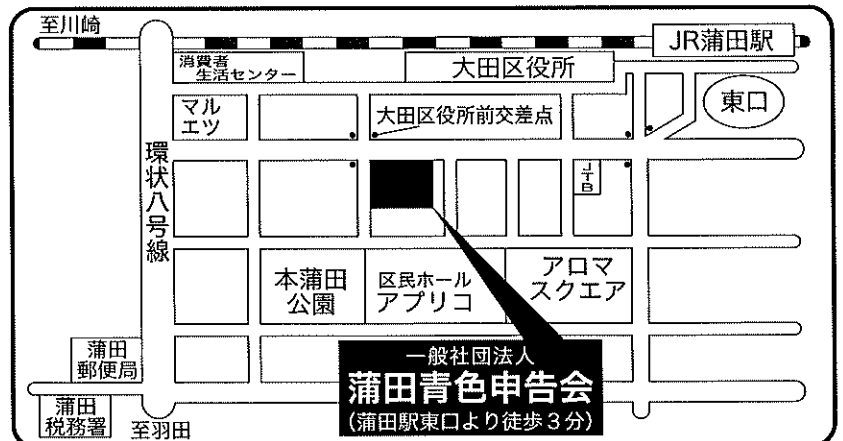 至川崎
JR蒲田駅
消費者
生活センター
大田区役所
東口
マル
エツ
大田区役所前交差点
環状八号線
JTB
本蒲田
公園
区民ホール
アプリコ
アロマ
スクエア
蒲田
郵便局
一般社団法人
蒲田青色申告会
(蒲田駅東口より徒歩3分)
蒲田
税務署
至羽田